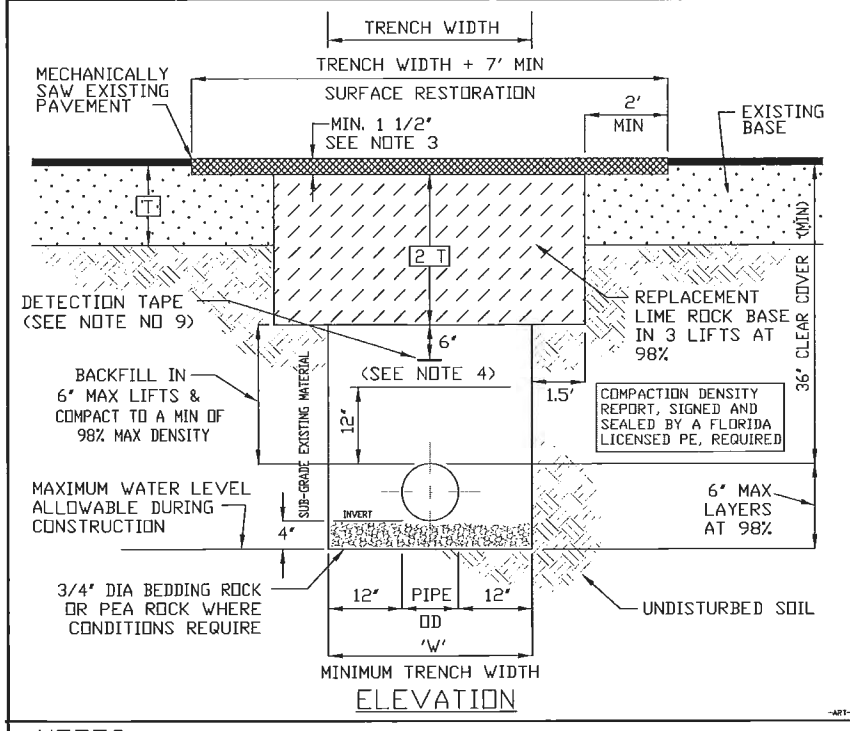 TRENCH WIDTH
TRENCH WIDTH + 7' MIN
SURFACE RESTORATION
MECHANICALLY
SAW EXISTING
PAVEMENT
MIN. 1 1/2"
SEE NOTE 3
2'
MIN
EXISTING
BASE
'T'
2 T
DETECTION TAPE
(SEE NOTE NO 9)
6"
(SEE NOTE 4)
REPLACEMENT
LIME ROCK BASE
IN 3 LIFTS AT
98%
36" CLEAR COVER (MIN)
BACKFILL IN
6" MAX LIFTS &
COMPACT TO A MIN OF
98% MAX DENSITY
SUB-GRADE EXISTING MATERIAL
12"
1.5'
COMPACTION DENSITY
REPORT, SIGNED AND
SEALED BY A FLORIDA
LICENSED PE, REQUIRED
MAXIMUM WATER LEVEL
ALLOWABLE DURING
CONSTRUCTION
4"
INVERT
6" MAX
LAYERS
AT 98%
3/4" DIA BEDDING ROCK
OR PEA ROCK WHERE
CONDITIONS REQUIRE
12" PIPE 12"
OD
UNDISTURBED SOIL
'W'
MINIMUM TRENCH WIDTH
ELEVATION
-ART-